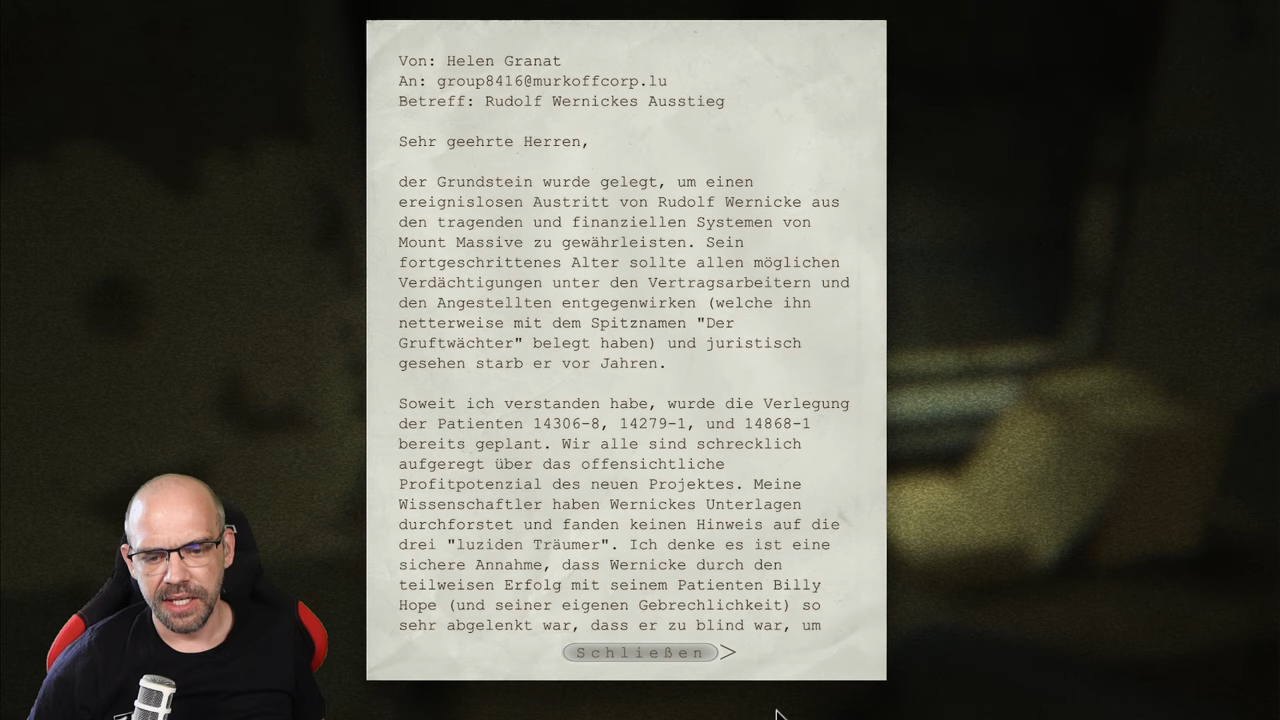 Von: Helen Granat
An: group8416@murkoffcorp.lu
Betreff: Rudolf Wernickes Ausstieg
Sehr geehrte Herren,
der Grundstein wurde gelegt, um einen
ereignislosen Austritt von Rudolf Wernicke aus
den tragenden und finanziellen Systemen von
Mount Massive zu gewährleisten. Sein
fortgeschrittenes Alter sollte allen möglichen
Verdächtigungen unter den Vertragsarbeitern und
den Angestellten entgegenwirken (welche ihn
netterweise mit dem Spitznamen "Der
Gruftwächter" belegt haben) und juristisch
gesehen starb er vor Jahren.
Soweit ich verstanden habe, wurde die Verlegung
der Patienten 14306-8, 14279-1, und 14868-1
bereits geplant. Wir alle sind schrecklich
aufgeregt über das offensichtliche
Profitpotenzial des neuen Projektes. Meine
Wissenschaftler haben Wernickes Unterlagen
durchforstet und fanden keinen Hinweis auf die
drei "luziden Träumer". Ich denke es ist eine
sichere Annahme, dass Wernicke durch den
teilweisen Erfolg mit seinem Patienten Billy
Hope (und seiner eigenen Gebrechlichkeit) so
sehr abgelenkt war, dass er zu blind war, um
Schließen